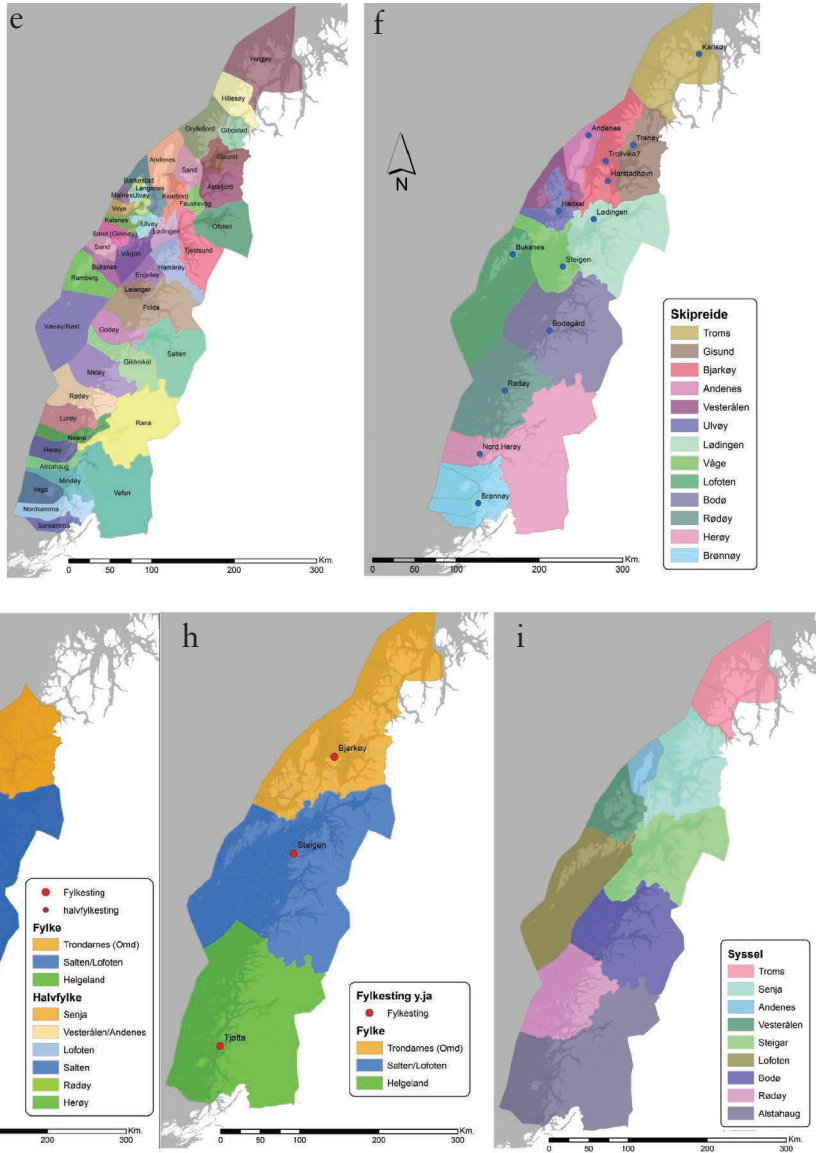 e
Helgøy
Hillesøy
Gryllefjord
Gibostad
Andenes
Gisund
Sand
Barkestad
Langenes
Astafjord
Malnes
Ulvøy
Kvæfjord
Vinje
Fauskevåg
Kalsnes
Ulvøy
Ofoten
Sand (Gimsøy)
Lødingen
Sand
Vågan
Tjeldsund
Buksnes
Hamarøy
Ramberg
Engeløy
Leianger
Folda
Værøy/Røst
Godøy
Gildeskål
Salten
Meløy
Rødøy
Lurøy
Rana
Nesna
Herøy
Alstahaug
Mindøy
Vega
Vefsn
Nordsømna
Sørsømna
0 50 100 200 300 Km.
f
N
Karlsøy
Andenes
Tranøy
Trollvika?
Harstadhavn
Hadsel
Lødingen
Buksnes
Steigen
Bodøgård
Rødøy
Nord Herøy
Brønnøy
Skipreide
Troms
Gisund
Bjarkøy
Andenes
Vesterålen
Ulvøy
Lødingen
Våge
Lofoten
Bodø
Rødøy
Herøy
Brønnøy
0 50 100 200 300 Km.
Fylkesting
halvfylkesting
Fylke
Trondarnes (Omd)
Salten/Lofoten
Helgeland
Halvfylke
Senja
Vesterålen/Andenes
Lofoten
Salten
Rødøy
Herøy
200 300 Km.
h
Bjarkøy
Steigen
Tjøtta
Fylkesting y.ja
Fylkesting
Fylke
Trondarnes (Omd)
Salten/Lofoten
Helgeland
0 50 100 200 300 Km.
i
Syssel
Troms
Senja
Andenes
Vesterålen
Steigar
Lofoten
Bodø
Rødøy
Alstahaug
0 50 100 200 300 Km.